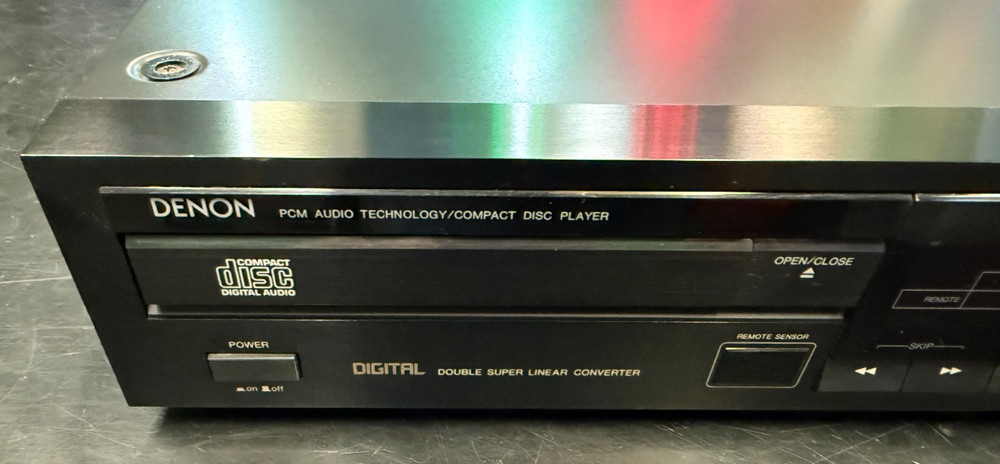 DENON PCM AUDIO TECHNOLOGY/COMPACT DISC PLAYER
COMPACT
disc
DIGITAL AUDIO
OPEN/CLOSE
REMOTE
POWER
on off
DIGITAL DOUBLE SUPER LINEAR CONVERTER
REMOTE SENSOR
SKIP